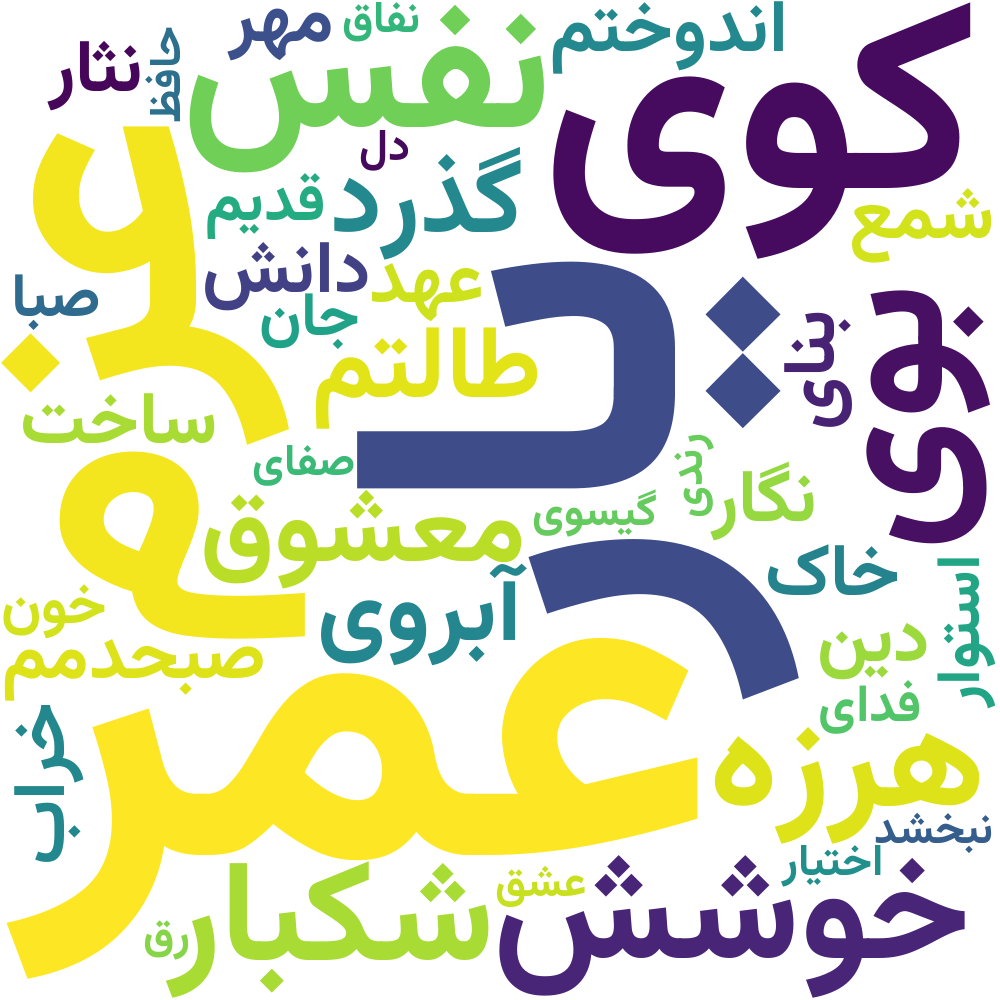 نفاق
مهر
اندوختم
کوی
نثار
حافظ
نفس
دل
گذرد
قدیم
شمع
عزم
دانش
عهد
صبا
جان
یار
بنای
بوی
طالتم
ساخت
صفای
رندی
نگار
گیسوی
معشوق
خاک
استوار
آبروی
خون
دین
صبحدمم
فدای
عمر
خراب
هرزه
نبخشد
اختیار
شکبار
عشق
خوشش
رق